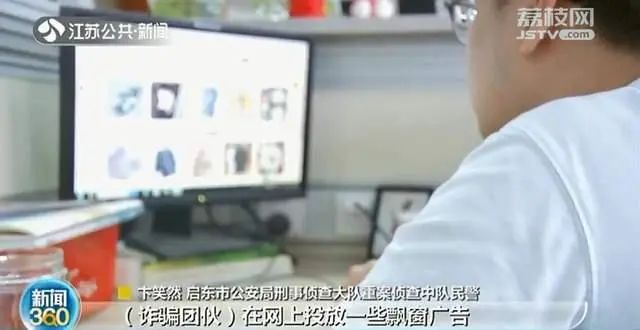 江苏公共·新闻
荔枝网
JSTV.com
新闻
360
卞笑然 启东市公安局刑事侦查大队重案侦查中队民警
（诈骗团伙）在网上投放一些飘窗广告